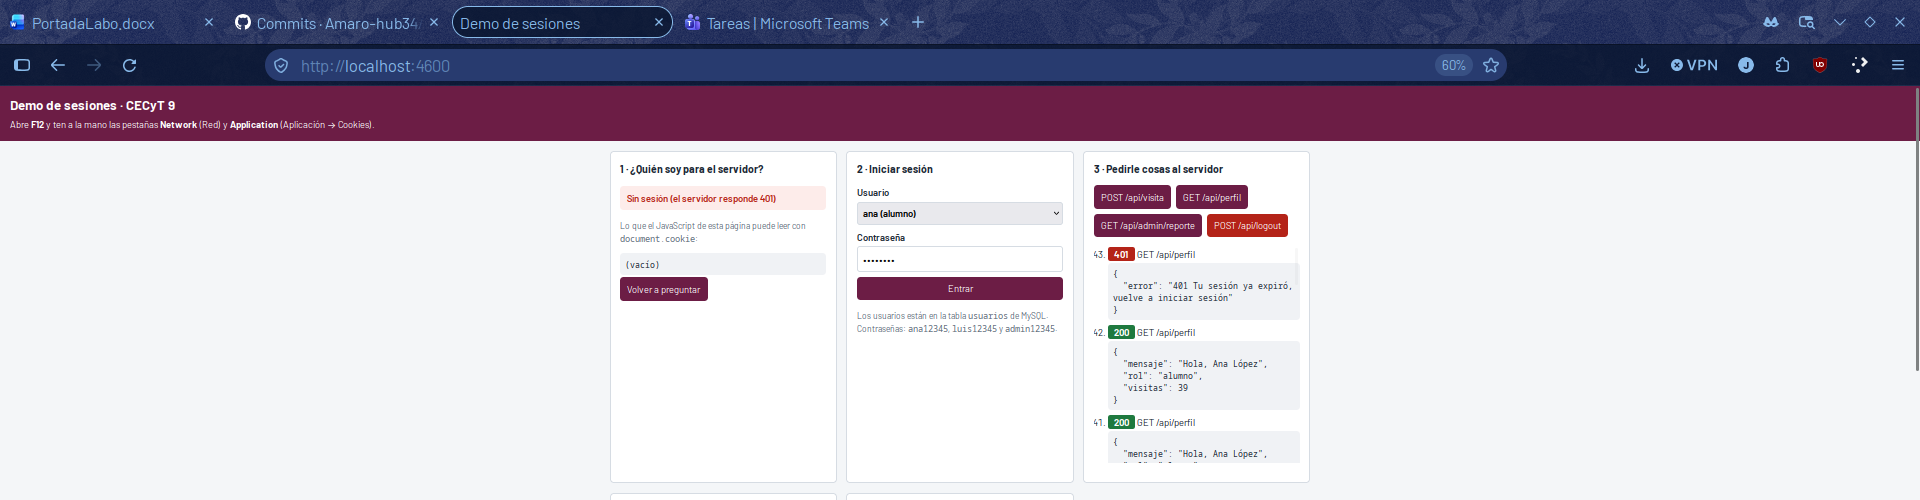 PortadaLabo.docx
Commits · Amaro-hub34
Demo de sesiones
Tareas | Microsoft Teams
http://localhost:4600
60%
VPN
J
Demo de sesiones · CECyT 9
Abre F12 y ten a la mano las pestañas Network (Red) y Application (Aplicación → Cookies).
1 · ¿Quién soy para el servidor?
Sin sesión (el servidor responde 401)
Lo que el JavaScript de esta página puede leer con
document.cookie:
(vacío)
Volver a preguntar
2 · Iniciar sesión
Usuario
ana (alumno)
Contraseña
••••••••
Entrar
Los usuarios están en la tabla usuarios de MySQL.
Contraseñas: ana12345, luis12345 y admin12345.
3 · Pedirle cosas al servidor
POST /api/visita
GET /api/perfil
GET /api/admin/reporte
POST /api/logout
43. 401 GET /api/perfil
{
"error": "401 Tu sesión ya expiró,
vuelve a iniciar sesión"
}
42. 200 GET /api/perfil
{
"mensaje": "Hola, Ana López",
"rol": "alumno",
"visitas": 39
}
41. 200 GET /api/perfil
{
"mensaje": "Hola, Ana López",